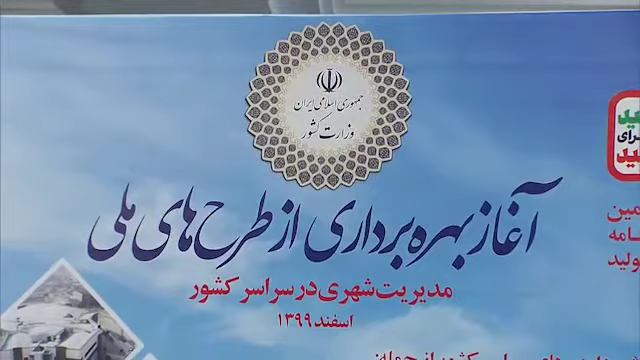 جمهوری اسلامی ایران
وزارت کشور
آغاز بهره برداری از طرح های ملی
مدیریت شهری در سراسر کشور
اسفند ۱۳۹۹